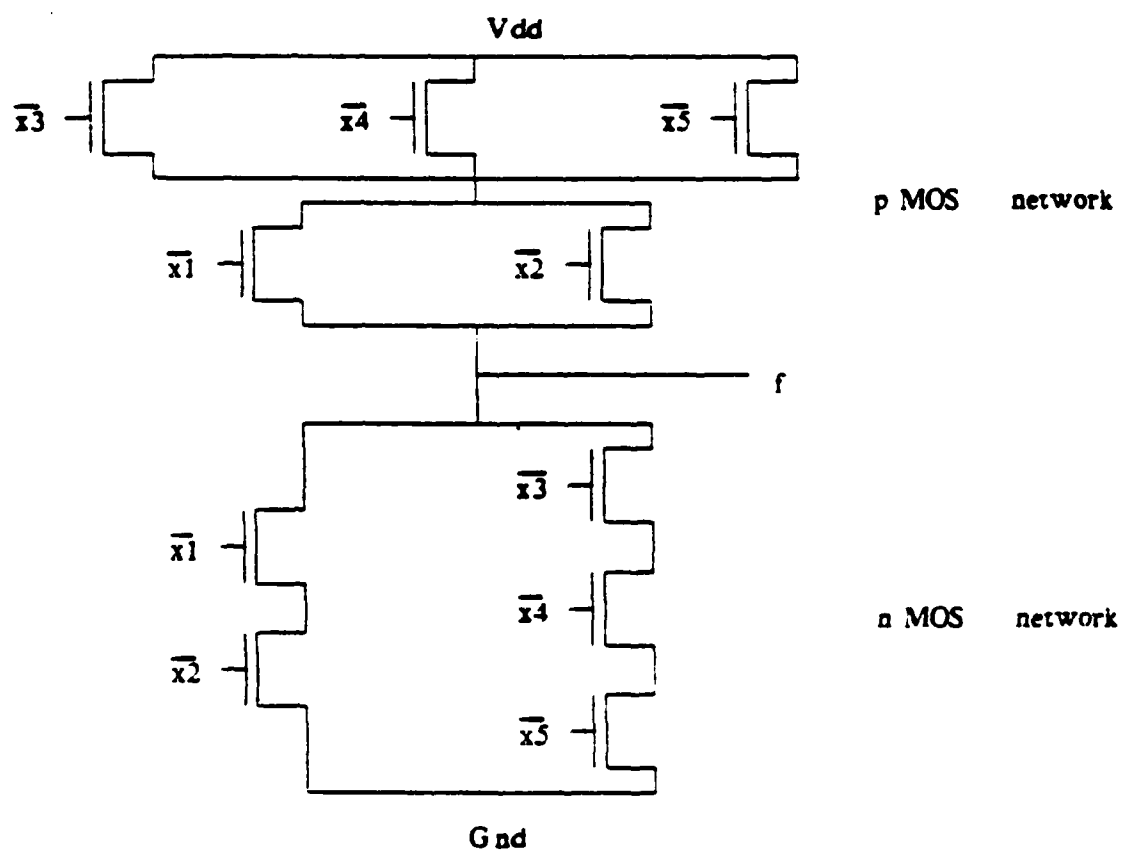 Vdd
x̅3̅ x̅4̅ x̅5̅
p MOS network
x̅1̅ x̅2̅
f
x̅3̅
x̅1̅
x̅4̅
n MOS network
x̅2̅
x̅5̅
Gnd